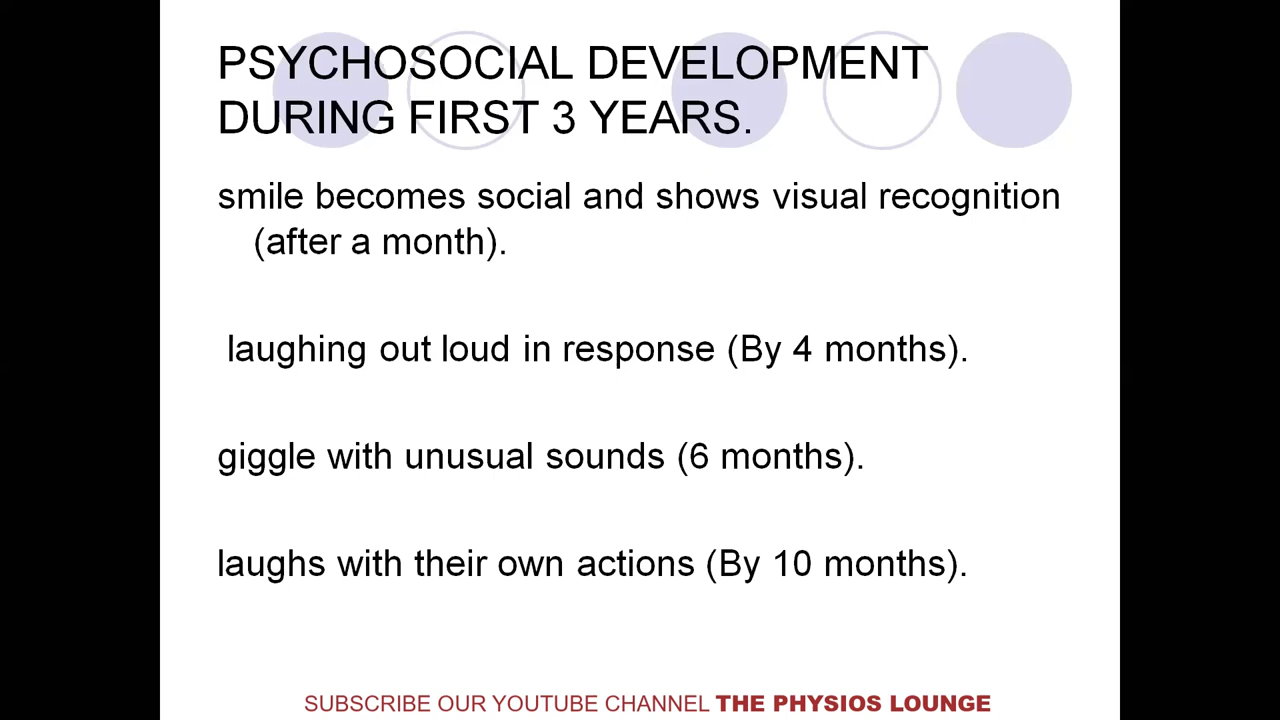 PSYCHOSOCIAL DEVELOPMENT
DURING FIRST 3 YEARS.
smile becomes social and shows visual recognition
(after a month).
laughing out loud in response (By 4 months).
giggle with unusual sounds (6 months).
laughs with their own actions (By 10 months).
SUBSCRIBE OUR YOUTUBE CHANNEL THE PHYSIOS LOUNGE